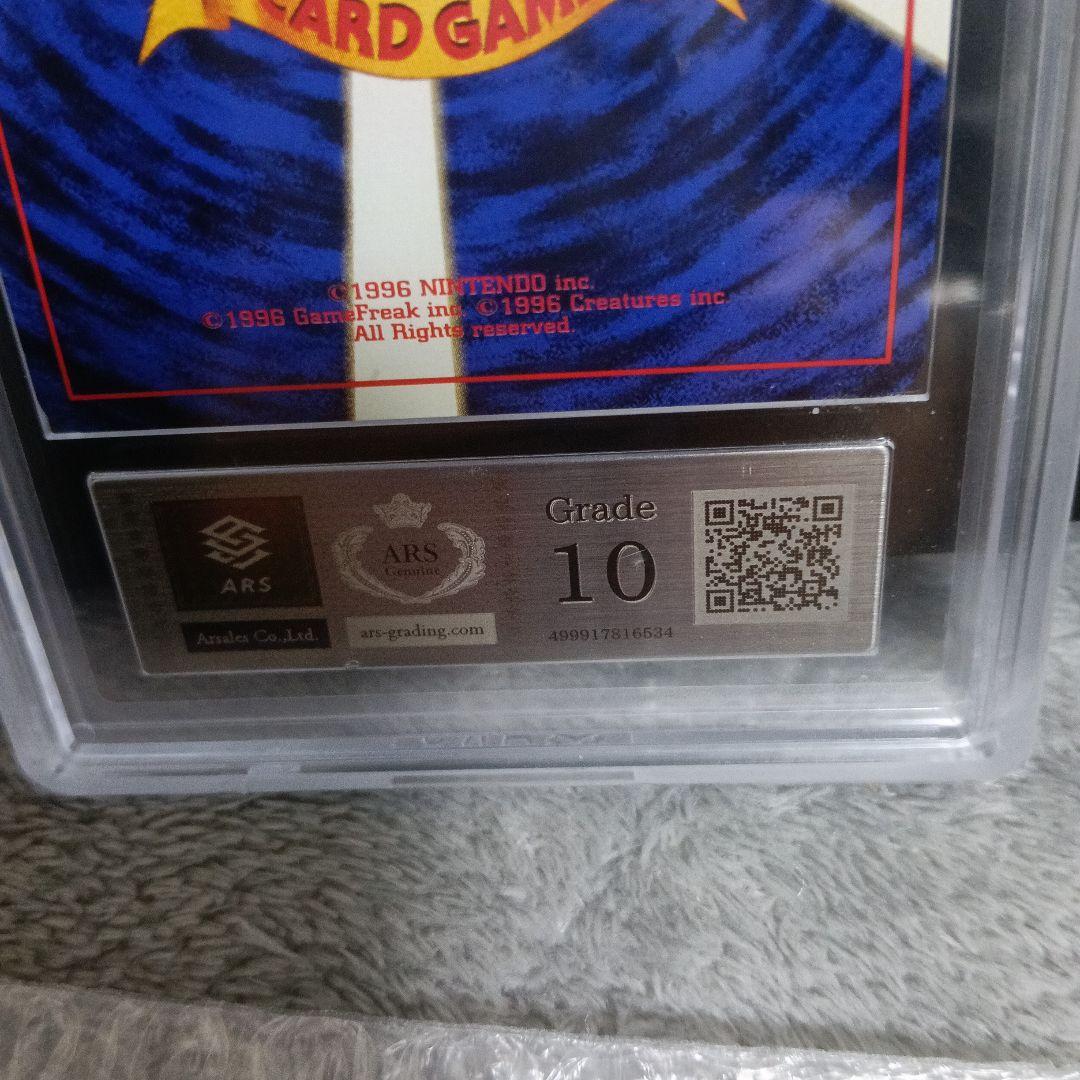 CARD GAME
©1996 NINTENDO inc.
©1996 GameFreak inc. ©1996 Creatures inc.
All Rights reserved.
ARS
Arsales Co.,Ltd.
ARS
Genuine
ars-grading.com
Grade
10
499917816534